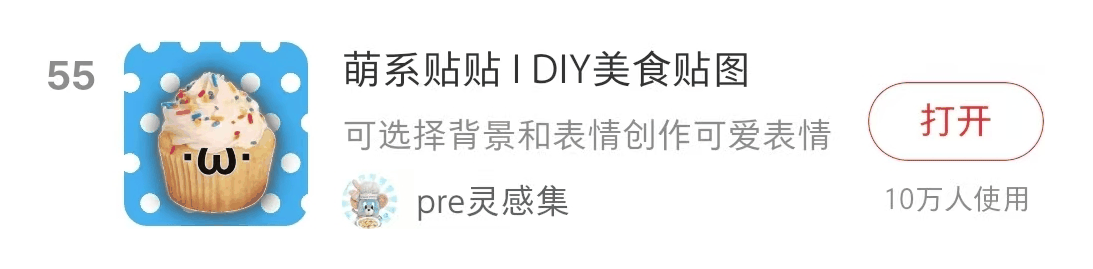 55
萌系贴贴 | DIY美食贴图
可选择背景和表情创作可爱表情
pre灵感集
打开
10万人使用
·ω·